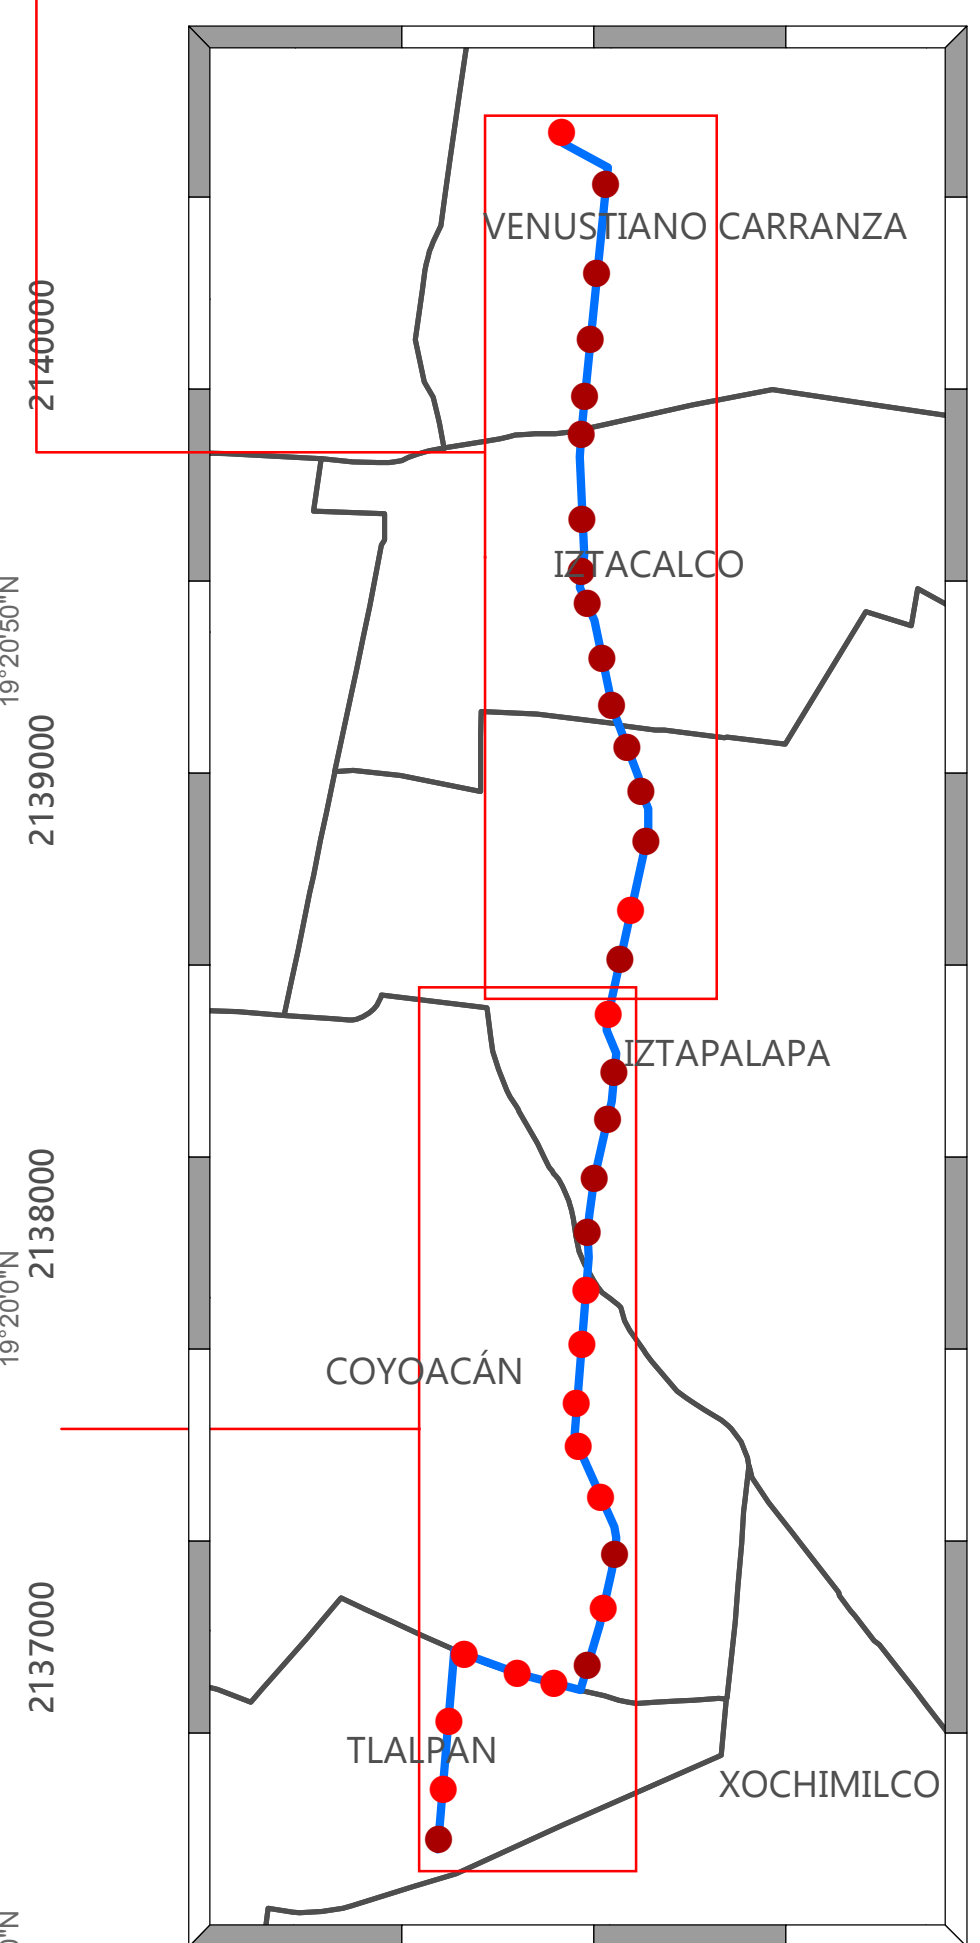 VENUSTIANO CARRANZA
2140000
IZTACALCO
19°20'50"N
2139000
IZTAPALAPA
2138000
19°20'0"N
COYOACÁN
2137000
TLALPAN
XOCHIMILCO